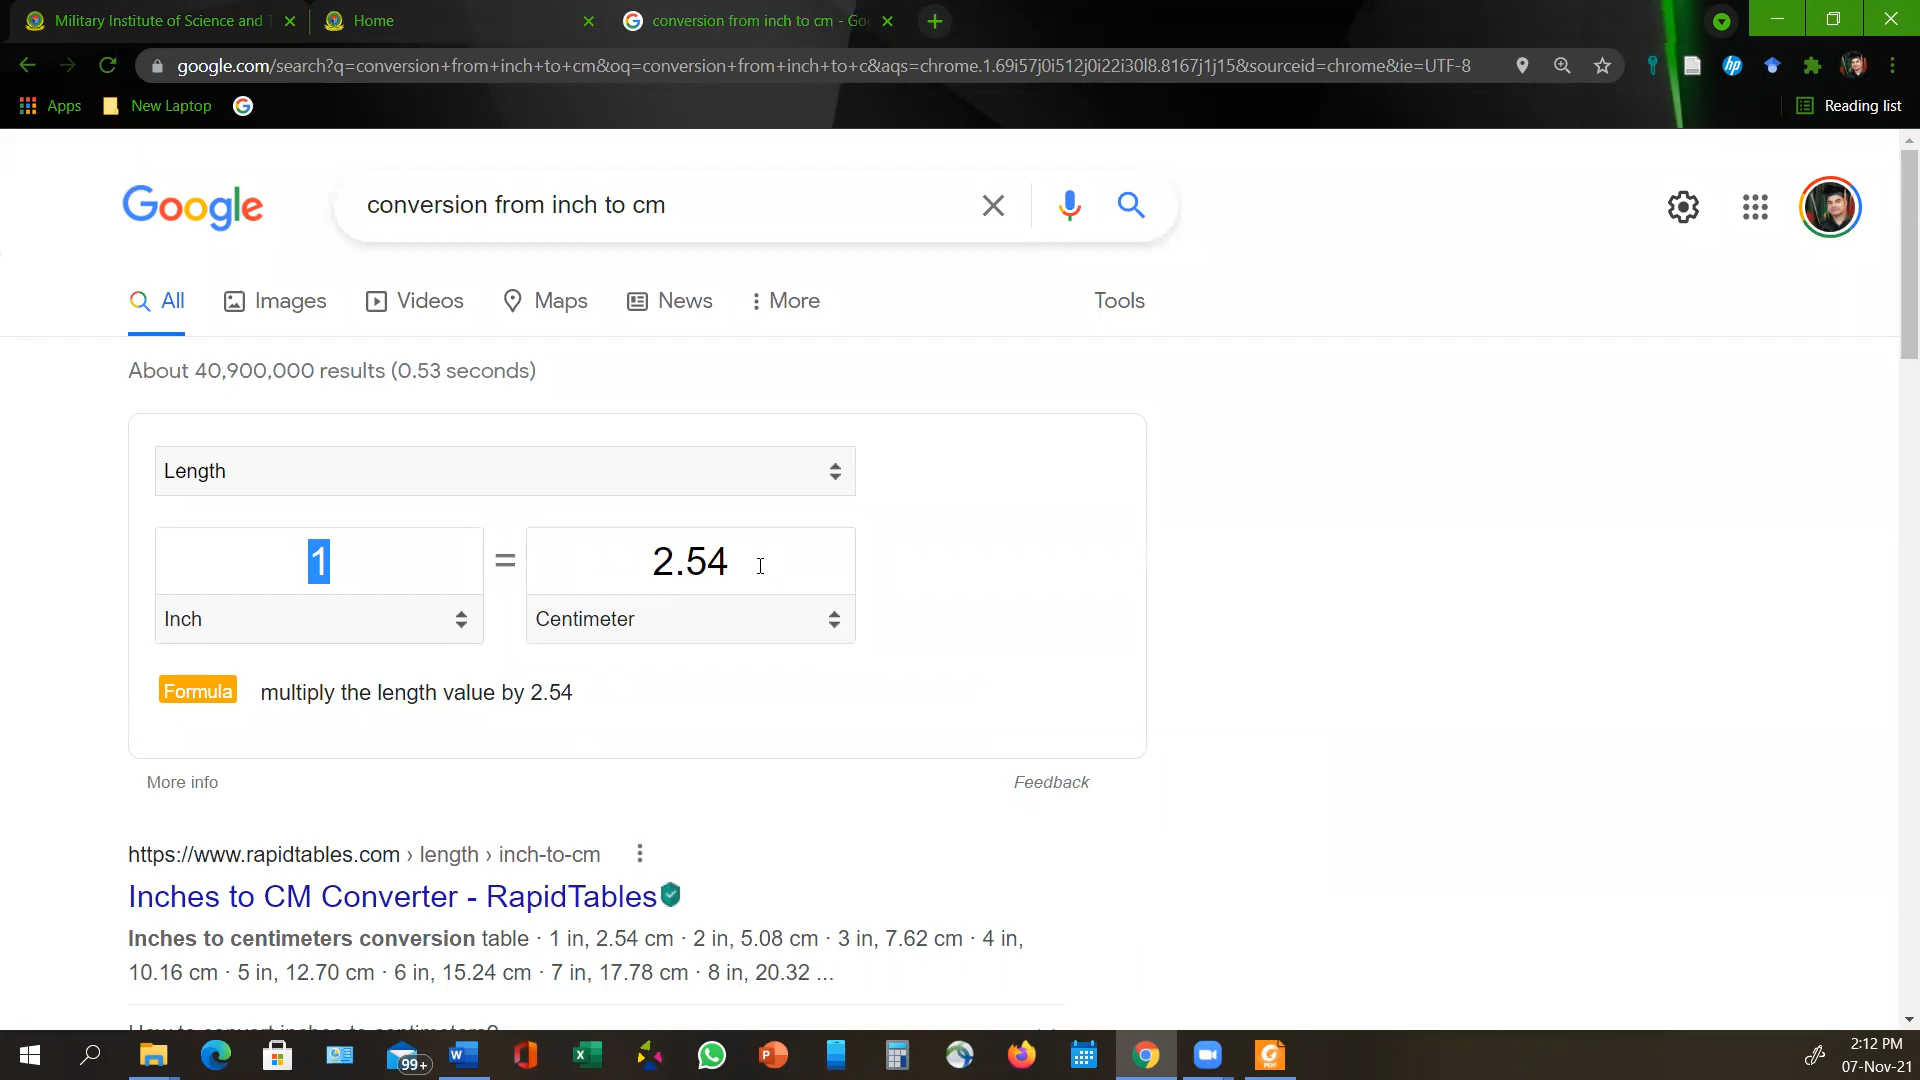 Military Institute of Science and T
Home
conversion from inch to cm - Go
google.com/search?q=conversion+from+inch+to+cm&oq=conversion+from+inch+to+c&aqs=chrome.1.69i57j0i512j0i22i30l8.8167j1j15&sourceid=chrome&ie=UTF-8
Apps
New Laptop
Reading list
Google
conversion from inch to cm
All
Images
Videos
Maps
News
More
Tools
About 40,900,000 results (0.53 seconds)
Length
1 = 2.54
Inch
Centimeter
Formula multiply the length value by 2.54
More info
Feedback
https://www.rapidtables.com › length › inch-to-cm
Inches to CM Converter - RapidTables
Inches to centimeters conversion table · 1 in, 2.54 cm · 2 in, 5.08 cm · 3 in, 7.62 cm · 4 in,
10.16 cm · 5 in, 12.70 cm · 6 in, 15.24 cm · 7 in, 17.78 cm · 8 in, 20.32 ...
How to convert inches to centimeters?
99+
2:12 PM
07-Nov-21